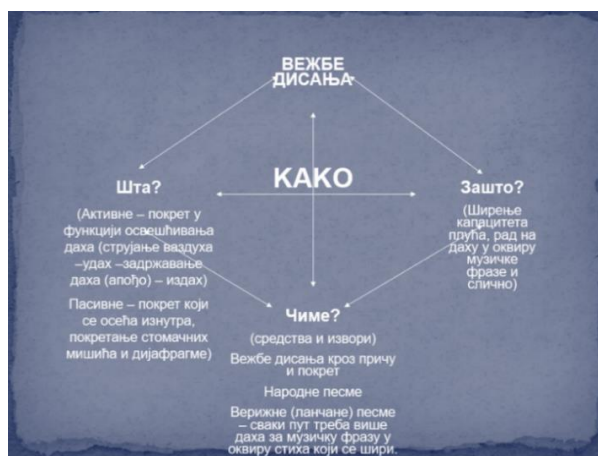 ВЕЖБЕ
ДИСАЊА
КАКО
Шта?
(Активне – покрет у
функцији освешћивања
даха (струјање ваздуха
–удах –задржавање
даха (апођо) – издах)
Пасивне – покрет који
се осећа изнутра,
покретање стомачних
мишића и дијафрагме)
Зашто?
(Ширење
капацитета
плућа, рад на
даху у оквиру
музичке
фразе и
слично)
Чиме?
(средства и извори)
Вежбе дисања кроз причу
и покрет
Народне песме
Верижне (ланчане) песме
– сваки пут треба више
даха за музичку фразу у
оквиру стиха који се шири.